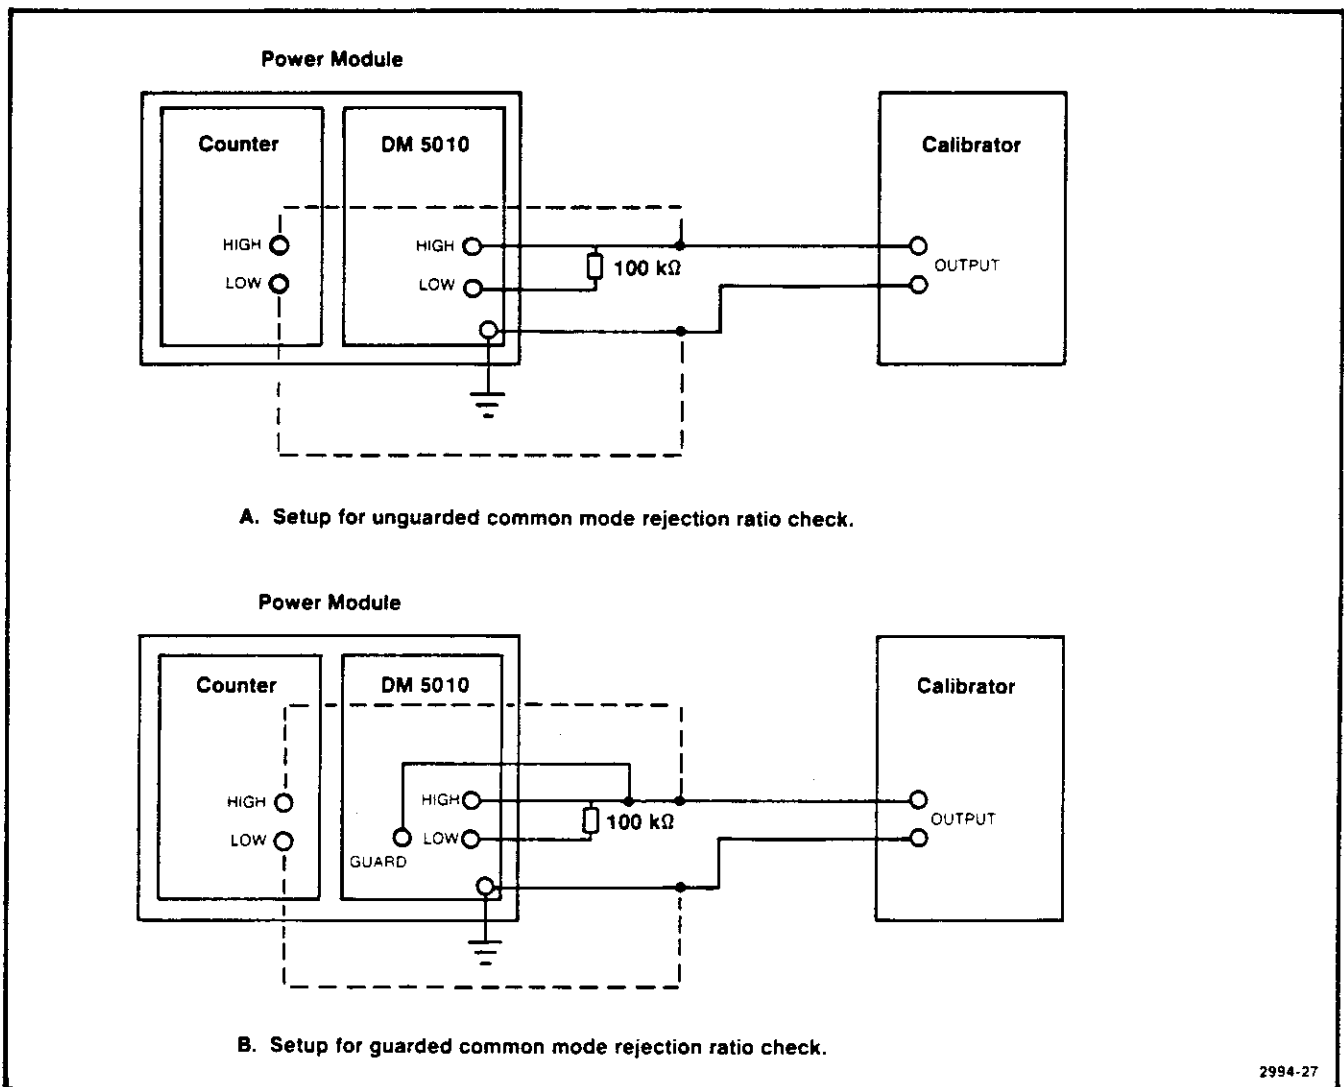 Power Module
Counter
DM 5010
Calibrator
HIGH
LOW
HIGH
LOW
100 kΩ
OUTPUT
A. Setup for unguarded common mode rejection ratio check.
Power Module
Counter
DM 5010
Calibrator
HIGH
LOW
GUARD
HIGH
LOW
100 kΩ
OUTPUT
B. Setup for guarded common mode rejection ratio check.
2994-27